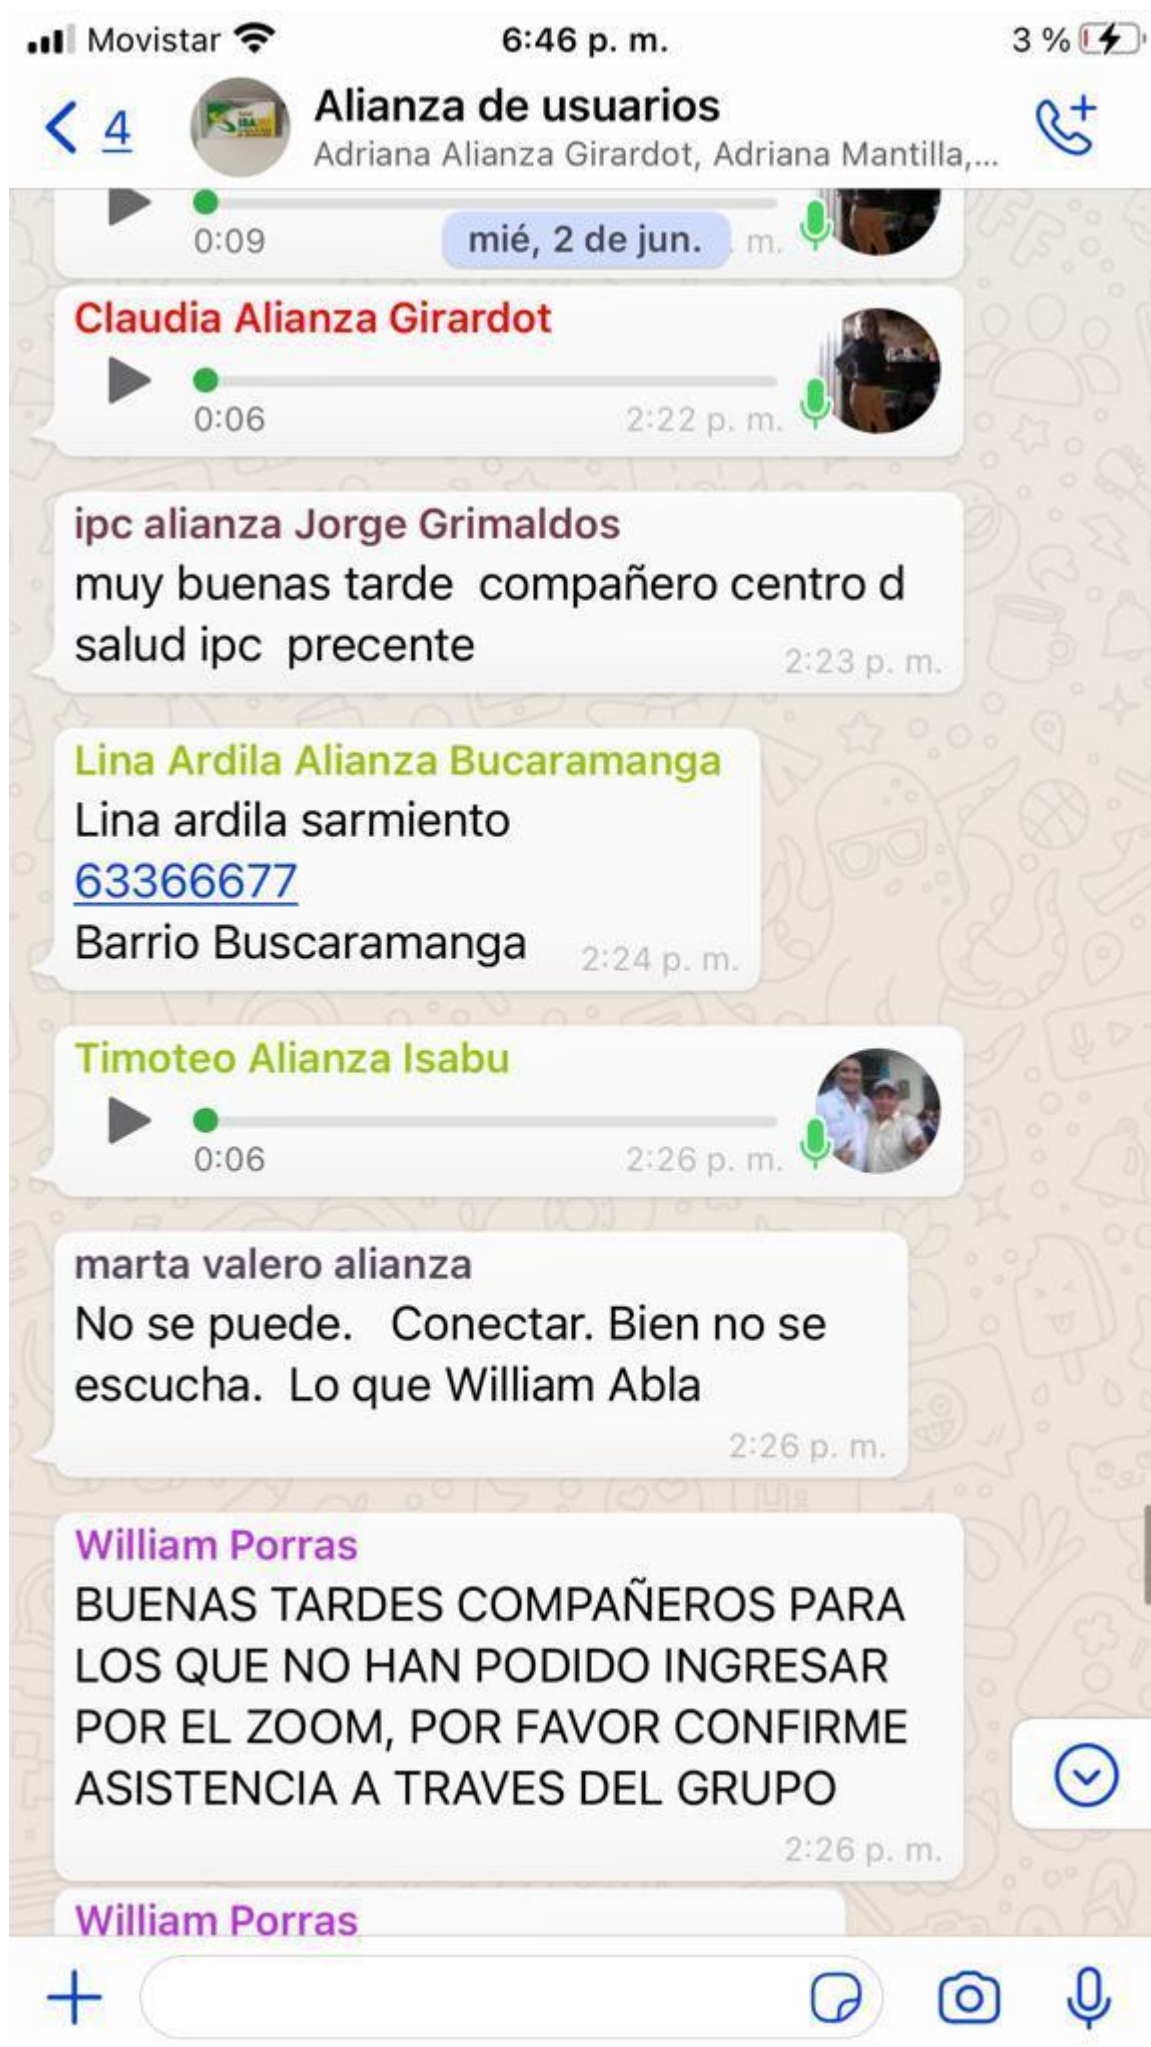 Movistar 6:46 p. m. 3 %
4 Alianza de usuarios
Adriana Alianza Girardot, Adriana Mantilla,...
0:09 mié, 2 de jun. m.
Claudia Alianza Girardot
0:06 2:22 p. m.
ipc alianza Jorge Grimaldos
muy buenas tarde compañero centro d
salud ipc precente
2:23 p. m.
Lina Ardila Alianza Bucaramanga
Lina ardila sarmiento
63366677
Barrio Buscaramanga
2:24 p. m.
Timoteo Alianza Isabu
0:06 2:26 p. m.
marta valero alianza
No se puede. Conectar. Bien no se
escucha. Lo que William Abla
2:26 p. m.
William Porras
BUENAS TARDES COMPAÑEROS PARA
LOS QUE NO HAN PODIDO INGRESAR
POR EL ZOOM, POR FAVOR CONFIRME
ASISTENCIA A TRAVES DEL GRUPO
2:26 p. m.
William Porras